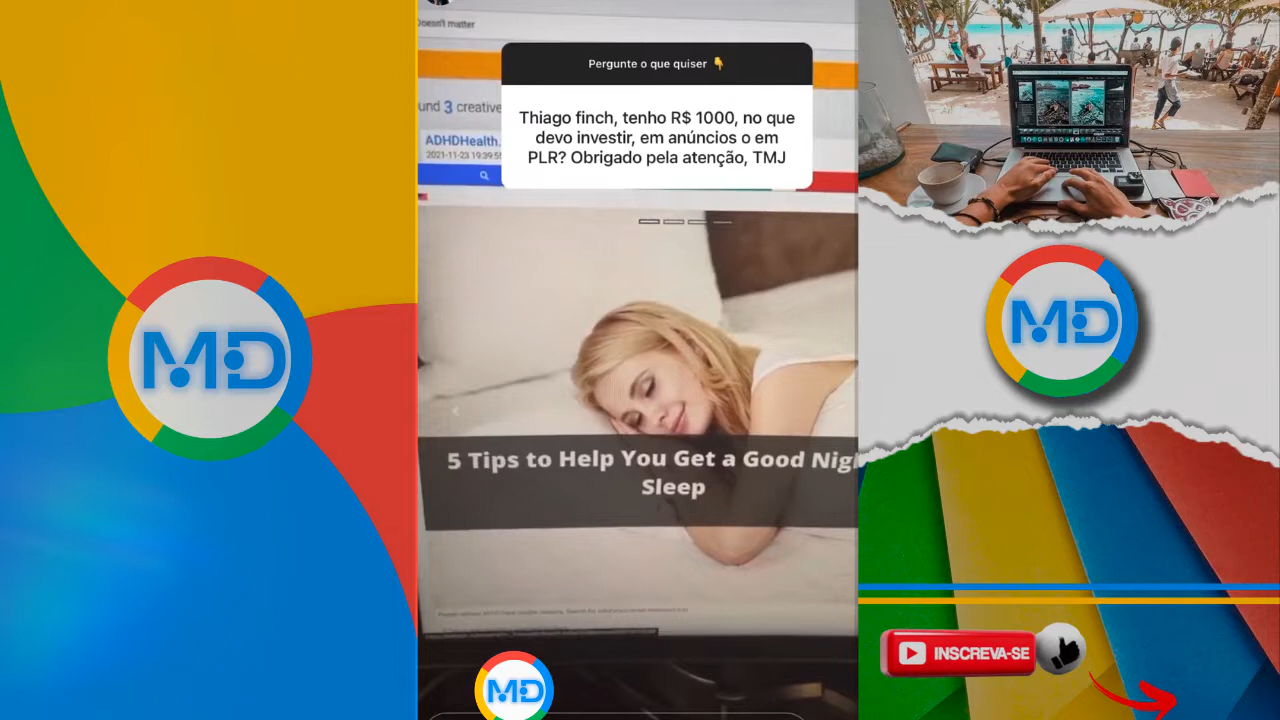 MD
Doesn't matter
Pergunte o que quiser 👇
Thiago finch, tenho R$ 1000, no que
devo investir, em anúncios o em
PLR? Obrigado pela atenção, TMJ
und 3 creative
ADHDHealth.
2021-11-23 19:39:55
5 Tips to Help You Get a Good Nig
Sleep
MD
MD
INSCREVA-SE